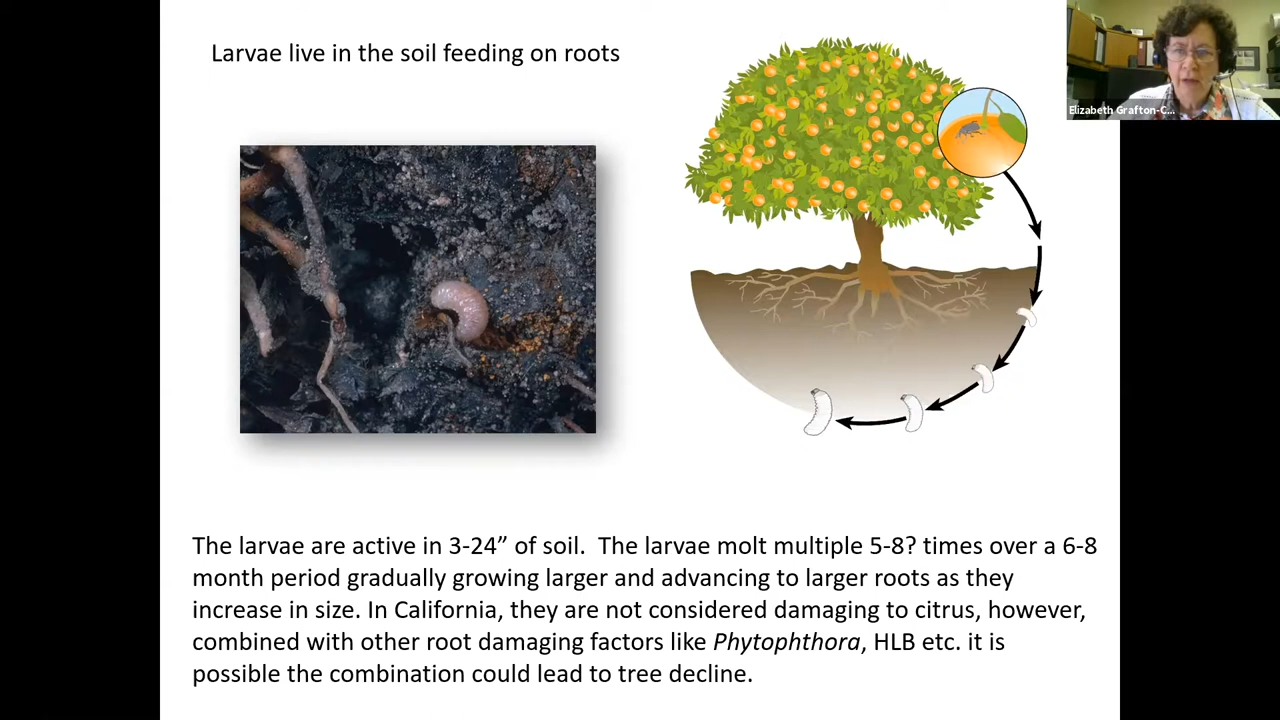 Larvae live in the soil feeding on roots
Elizabeth Grafton-C...
The larvae are active in 3-24” of soil.  The larvae molt multiple 5-8? times over a 6-8
month period gradually growing larger and advancing to larger roots as they
increase in size. In California, they are not considered damaging to citrus, however,
combined with other root damaging factors like Phytophthora, HLB etc. it is
possible the combination could lead to tree decline.